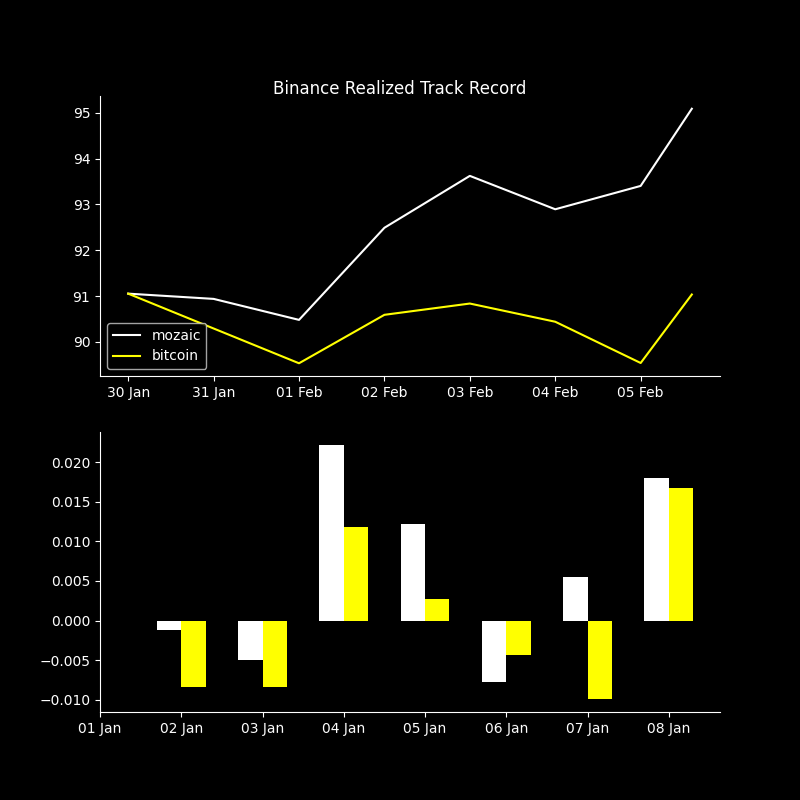 Binance Realized Track Record
95
94
93
92
91
90
mozaic
bitcoin
30 Jan 31 Jan 01 Feb 02 Feb 03 Feb 04 Feb 05 Feb
0.020
0.015
0.010
0.005
0.000
−0.005
−0.010
01 Jan 02 Jan 03 Jan 04 Jan 05 Jan 06 Jan 07 Jan 08 Jan